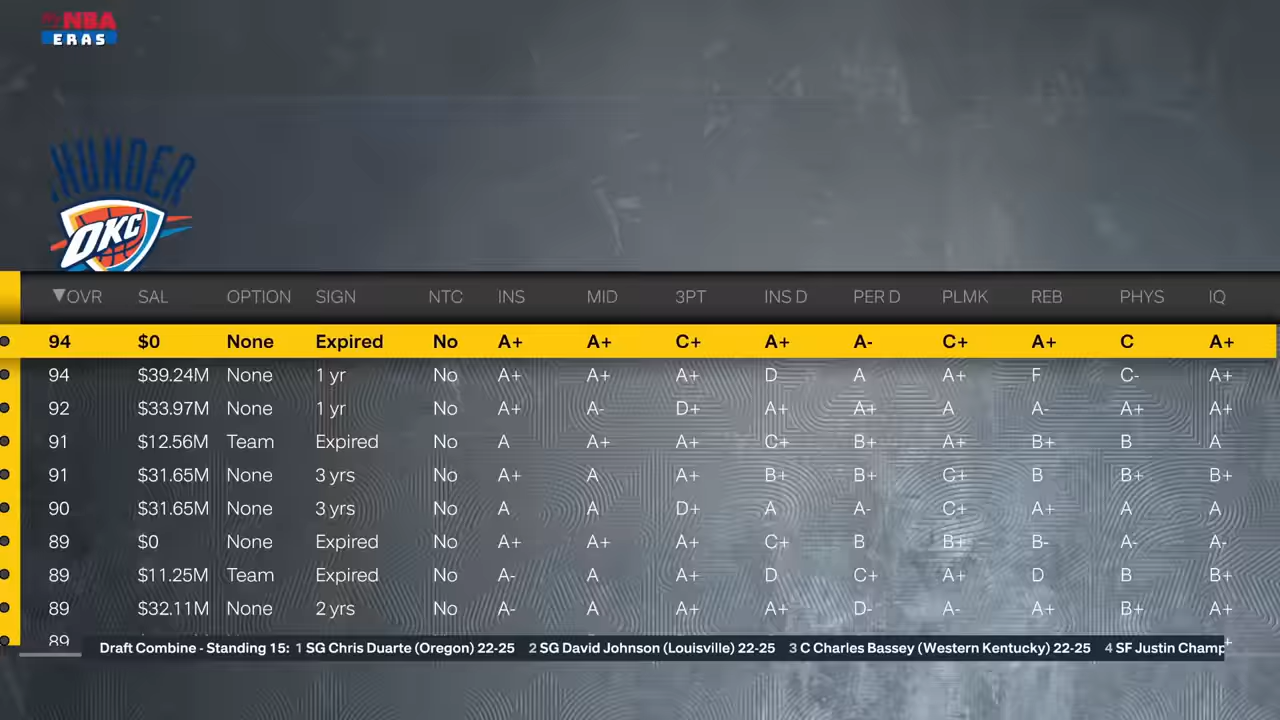 MyNBA
ERAS
THUNDER
OKC
▼OVR SAL OPTION SIGN NTC INS MID 3PT INS D PER D PLMK REB PHYS IQ
94 $0 None Expired No A+ A+ C+ A+ A- C+ A+ C A+
94 $39.24M None 1 yr No A+ A+ A+ D A A+ F C- A+
92 $33.97M None 1 yr No A+ A- D+ A+ A+ A A- A+ A+
91 $12.56M Team Expired No A A+ A+ C+ B+ A+ B+ B A
91 $31.65M None 3 yrs No A+ A A+ B+ B+ C+ B B+ B+
90 $31.65M None 3 yrs No A A D+ A A- C+ A+ A A
89 $0 None Expired No A+ A+ A+ C+ B B+ B- A- A-
89 $11.25M Team Expired No A- A A+ D C+ A+ D B B+
89 $32.11M None 2 yrs No A- A A+ A+ D- A- A+ B+ A+
89
Draft Combine - Standing 15: 1 SG Chris Duarte (Oregon) 22-25 2 SG David Johnson (Louisville) 22-25 3 C Charles Bassey (Western Kentucky) 22-25 4 SF Justin Champ